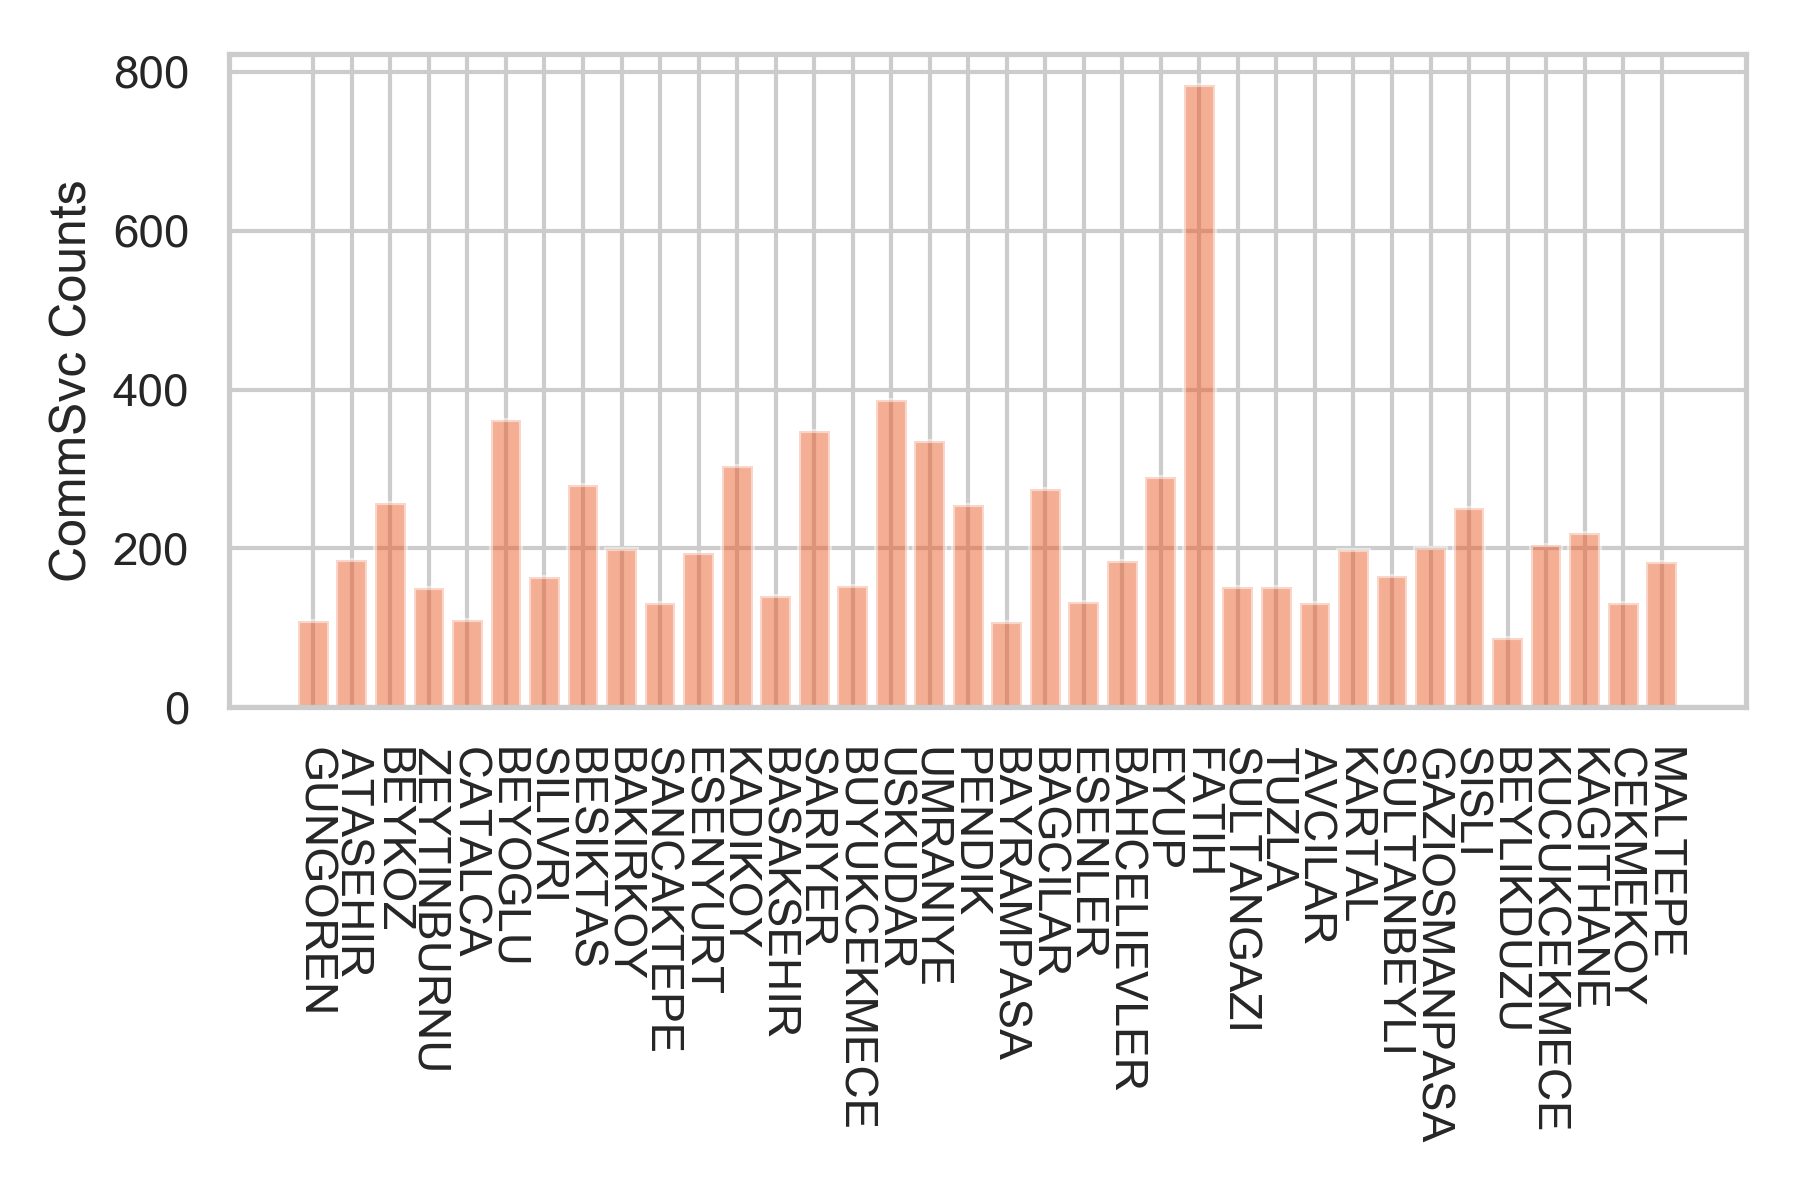 CommSvc Counts
800
600
400
200
0
GUNGOREN
ATASEHIR
BEYKOZ
ZEYTINBURNU
CATALCA
BEYOGLU
SILIVRI
BESIKTAS
BAKIRKOY
SANCAKTEPE
ESENYURT
KADIKOY
BASAKSEHIR
SARIYER
BUYUKCEKMECE
USKUDAR
UMRANIYE
PENDIK
BAYRAMPASA
BAGCILAR
ESENLER
BAHCELIEVLER
EYUP
FATIH
SULTANGAZI
TUZLA
AVCILAR
KARTAL
SULTANBEYLI
GAZIOSMANPASA
SISLI
BEYLIKDUZU
KUCUKCEKMECE
KAGITHANE
CEKMEKOY
MALTEPE